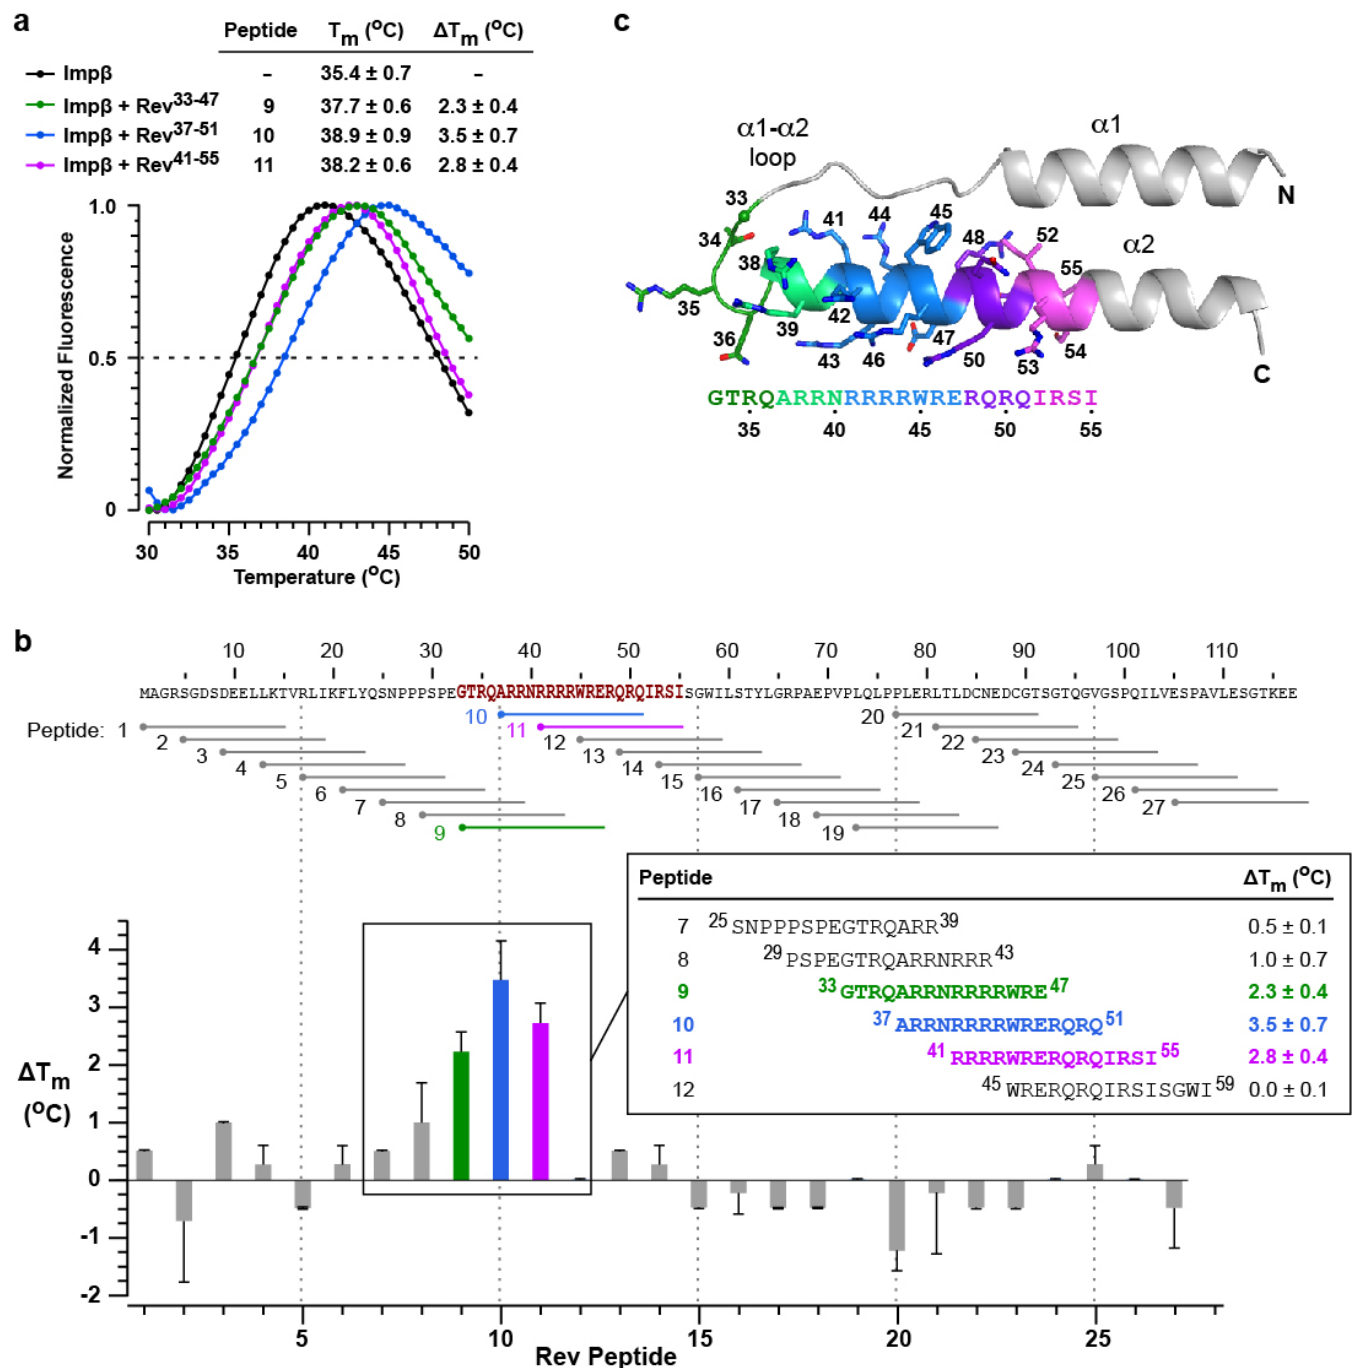 a
Peptide Tm (°C) ΔTm (°C)
Impβ – 35.4 ± 0.7 –
Impβ + Rev33-47 9 37.7 ± 0.6 2.3 ± 0.4
Impβ + Rev37-51 10 38.9 ± 0.9 3.5 ± 0.7
Impβ + Rev41-55 11 38.2 ± 0.6 2.8 ± 0.4
1.0
0.5
0
Normalized Fluorescence
30 35 40 45 50
Temperature (°C)
c
α1-α2
loop
α1
N
α2
C
33 34 35 36 38 39 41 42 43 44 45 46 47 48 50 52 53 54 55
GTRQARRNRRRRWRERQRQIRSI
35 40 45 50 55
b
10 20 30 40 50 60 70 80 90 100 110
MAGRSGDSDEELLKTVRLIKFLYQSNPPPSPEGTRQARRNRRRRWRERQRQIRSISGWILSTYLGRPAEPVPLQLPPLERLTLDCNEDCGTSGTQGVGSPQILVESPAVLESGTKEE
Peptide: 1 2 3 4 5 6 7 8 9 10 11 12 13 14 15 16 17 18 19 20 21 22 23 24 25 26 27
Peptide ΔTm (°C)
7 25SNPPPSPEGTRQARR39 0.5 ± 0.1
8 29PSPEGTRQARRNRRR43 1.0 ± 0.7
9 33GTRQARRNRRRRWRE47 2.3 ± 0.4
10 37ARRNRRRRWRERQRQ51 3.5 ± 0.7
11 41RRRRWRERQRQIRSI55 2.8 ± 0.4
12 45WRERQRQIRSISGWI59 0.0 ± 0.1
4
3
2
1
0
-1
-2
ΔTm
(°C)
5 10 15 20 25
Rev Peptide